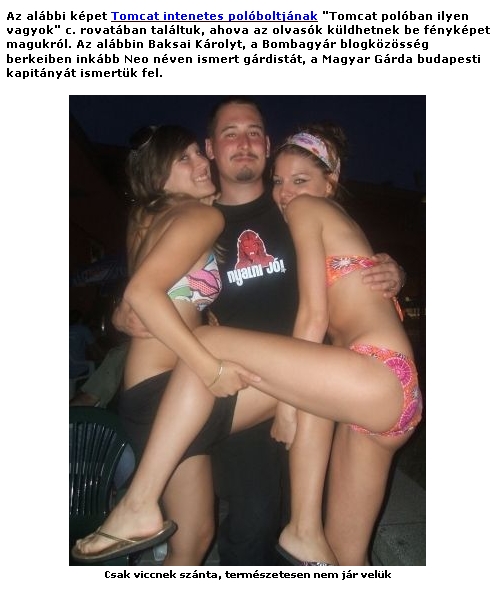 Az alábbi képet Tomcat intenetes polóboltjának "Tomcat polóban ilyen
vagyok" c. rovatában találtuk, ahova az olvasók küldhetnek be fényképet
magukról. Az alábbin Baksai Károlyt, a Bombagyár blogközösség
berkeiben inkább Neo néven ismert gárdistát, a Magyar Gárda budapesti
kapitányát ismertük fel.
nyalni jó!
Csak viccnek szánta, természetesen nem jár velük